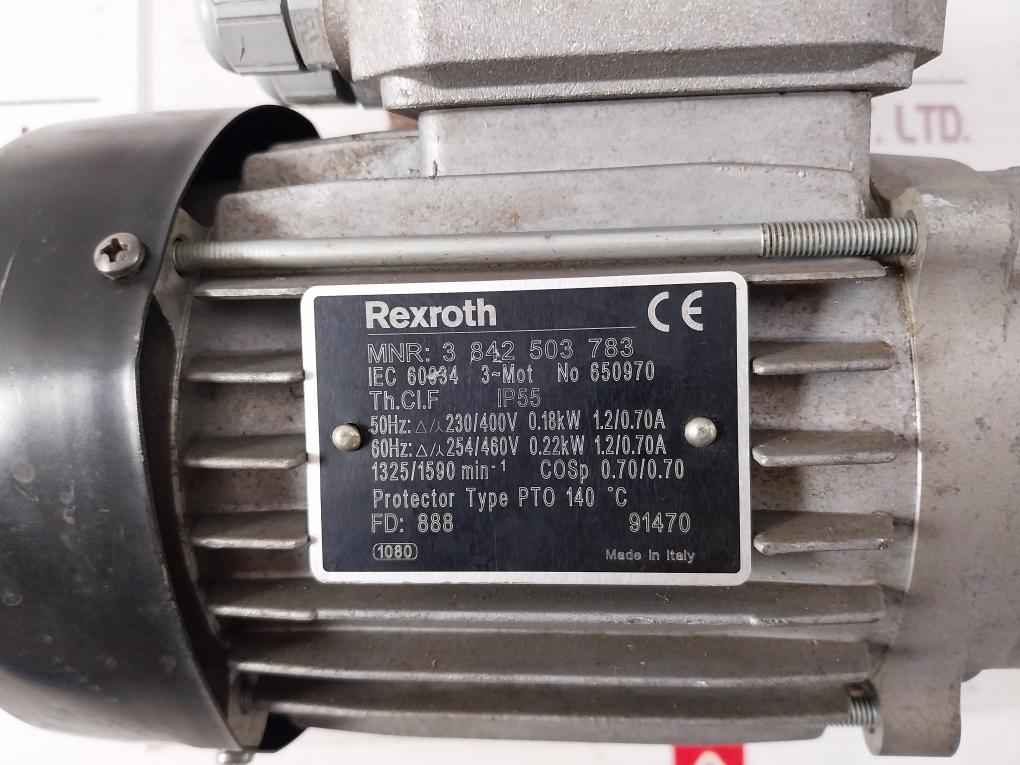 LTD.
Rexroth CE
MNR: 3 842 503 783
IEC 60034 3~Mot No 650970
Th.Cl.F IP55
50Hz: △/⅄ 230/400V 0.18kW 1.2/0.70A
60Hz: △/⅄ 254/460V 0.22kW 1.2/0.70A
1325/1590 min-1 COSp 0.70/0.70
Protector Type PTO 140 °C
FD: 888 91470
1080 Made in Italy